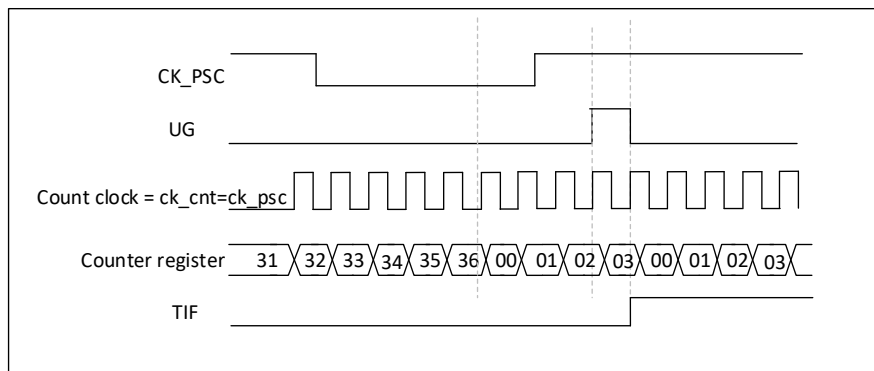 CK_PSC
UG
Count clock = ck_cnt=ck_psc
Counter register 31 32 33 34 35 36 00 01 02 03 00 01 02 03
TIF